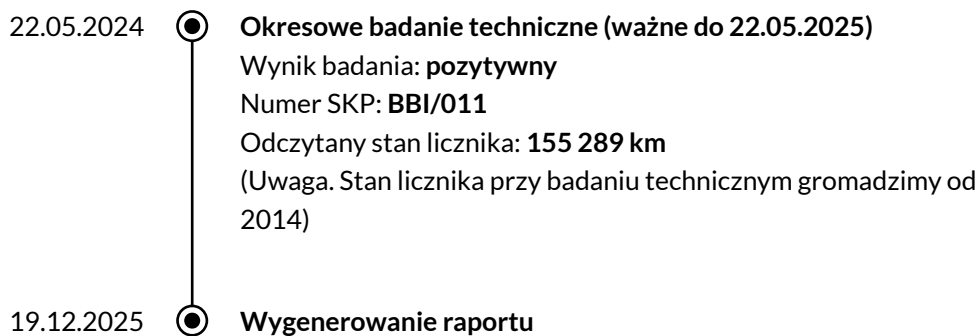 22.05.2024 Okresowe badanie techniczne (ważne do 22.05.2025)
Wynik badania: pozytywny
Numer SKP: BBI/011
Odczytany stan licznika: 155 289 km
(Uwaga. Stan licznika przy badaniu technicznym gromadzimy od
2014)
19.12.2025 Wygenerowanie raportu